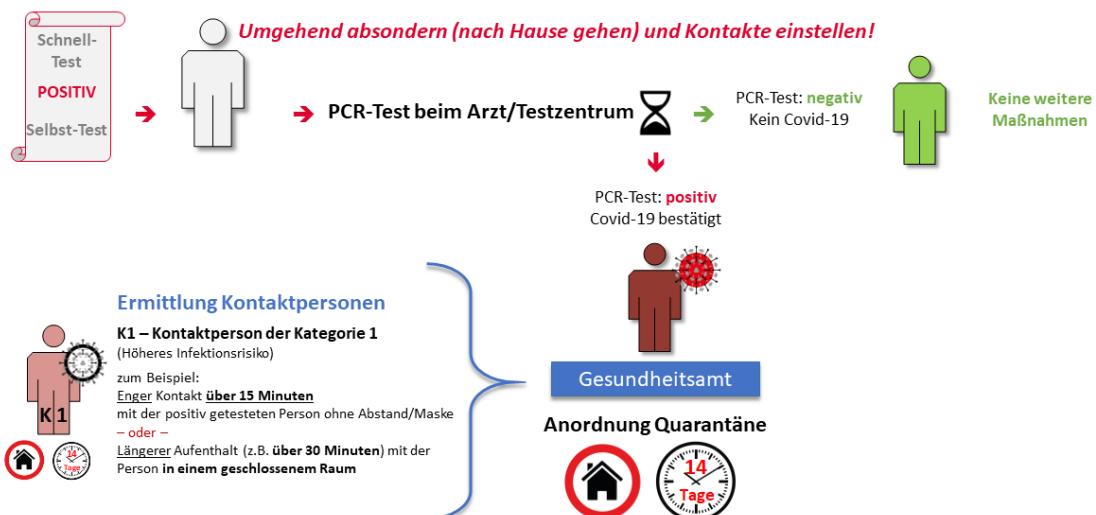 Schnell-
Test
POSITIV
Selbst-Test
Umgehend absondern (nach Hause gehen) und Kontakte einstellen!
PCR-Test beim Arzt/Testzentrum
PCR-Test: negativ
Kein Covid-19
Keine weitere
Maßnahmen
PCR-Test: positiv
Covid-19 bestätigt
Ermittlung Kontaktpersonen
K1 – Kontaktperson der Kategorie 1
(Höheres Infektionsrisiko)
zum Beispiel:
Enger Kontakt über 15 Minuten
mit der positiv getesteten Person ohne Abstand/Maske
– oder –
Längerer Aufenthalt (z.B. über 30 Minuten) mit der
Person in einem geschlossenem Raum
K 1
14
Tage
Gesundheitsamt
Anordnung Quarantäne
14
Tage